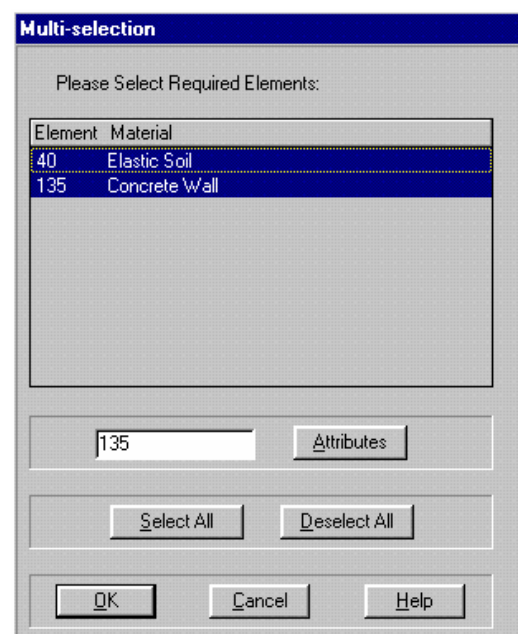 Multi-selection
Please Select Required Elements:
Element Material
40 Elastic Soil
135 Concrete Wall
135 Attributes
Select All Deselect All
OK Cancel Help